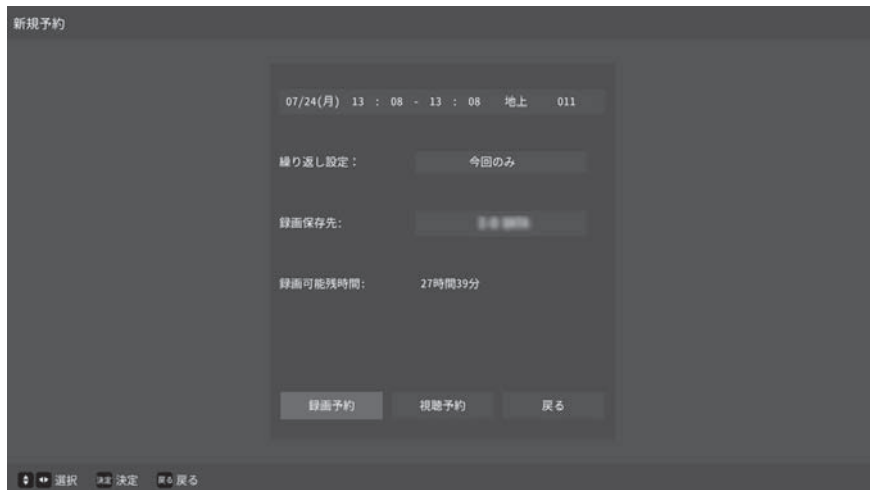 新規予約
07/24(月) 13 : 08 - 13 : 08 地上 011
繰り返し設定： 今回のみ
録画保存先:
録画可能残時間: 27時間39分
録画予約 視聴予約 戻る
選択 決定 決定 戻る 戻る